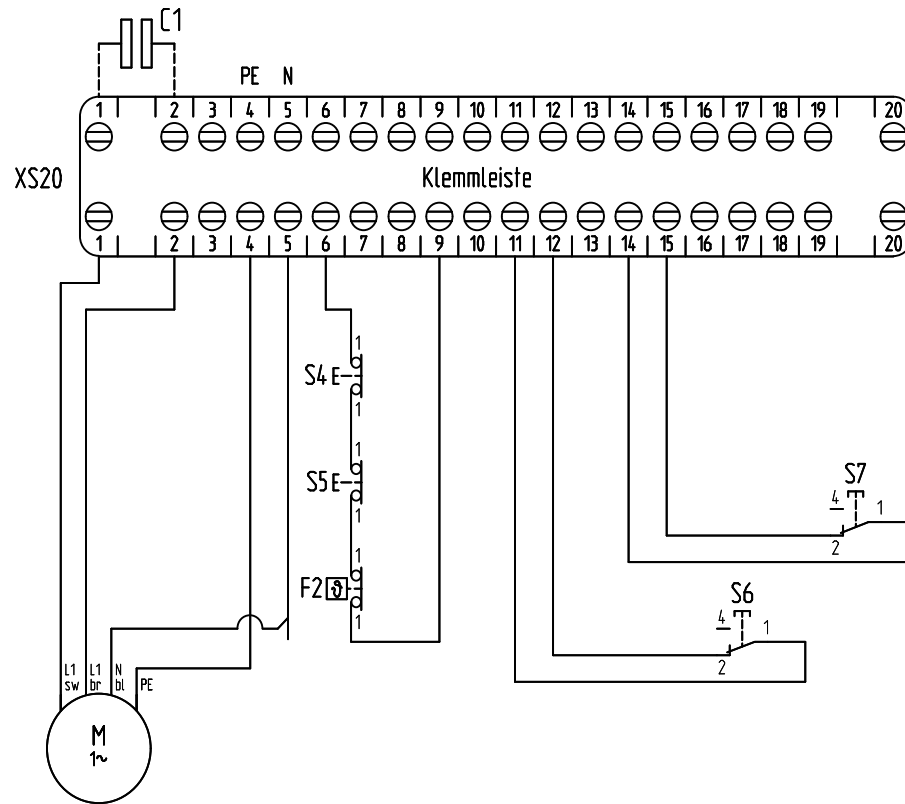 C1
PE N
1 2 3 4 5 6 7 8 9 10 11 12 13 14 15 16 17 18 19 20
XS20 Klemmleiste
1 2 3 4 5 6 7 8 9 10 11 12 13 14 15 16 17 18 19 20
1
S4 E
1
1
S5 E
1
S7
4 1
2
1
F2 ϑ
1
S6
4 1
2
L1 L1 N
sw br bl PE
M
1~